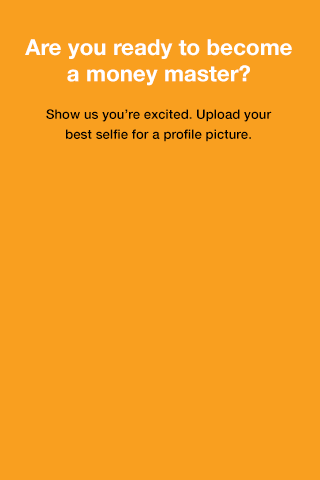 Are you ready to become
a money master?
Show us you’re excited. Upload your
best selfie for a profile picture.